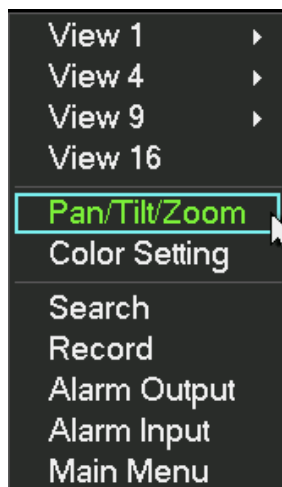 View 1
View 4
View 9
View 16
Pan/Tilt/Zoom
Color Setting
Search
Record
Alarm Output
Alarm Input
Main Menu